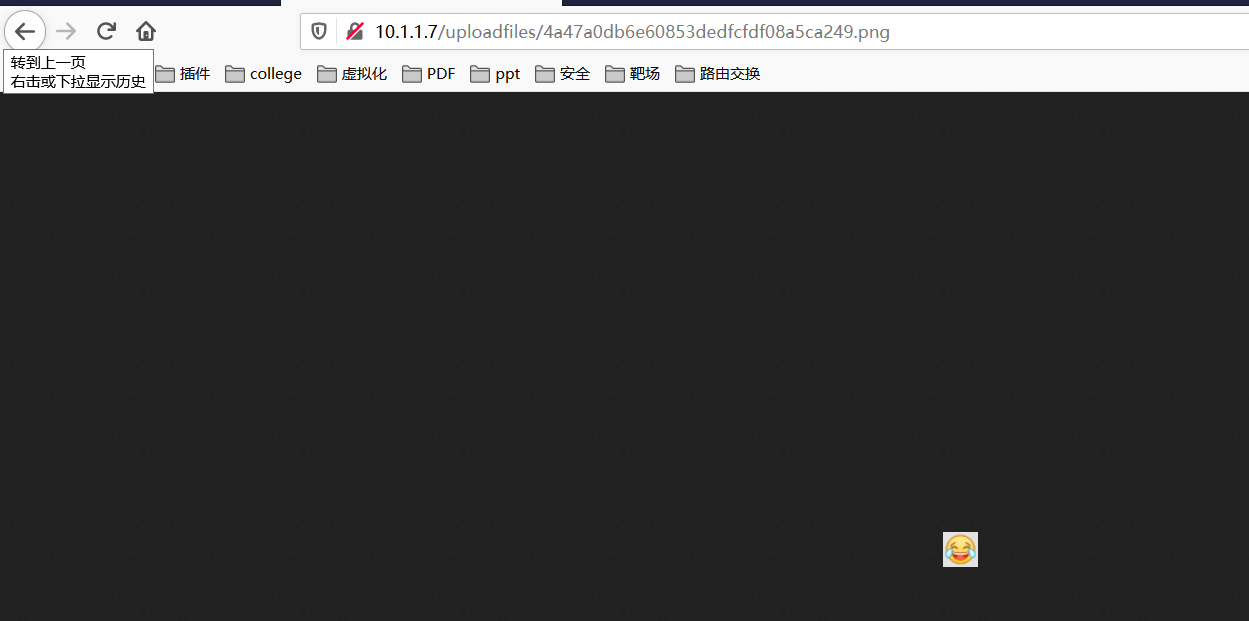 10.1.1.7/uploadfiles/4a47a0db6e60853dedfcfdf08a5ca249.png
转到上一页
右击或下拉显示历史
插件 college 虚拟化 PDF ppt 安全 靶场 路由交换